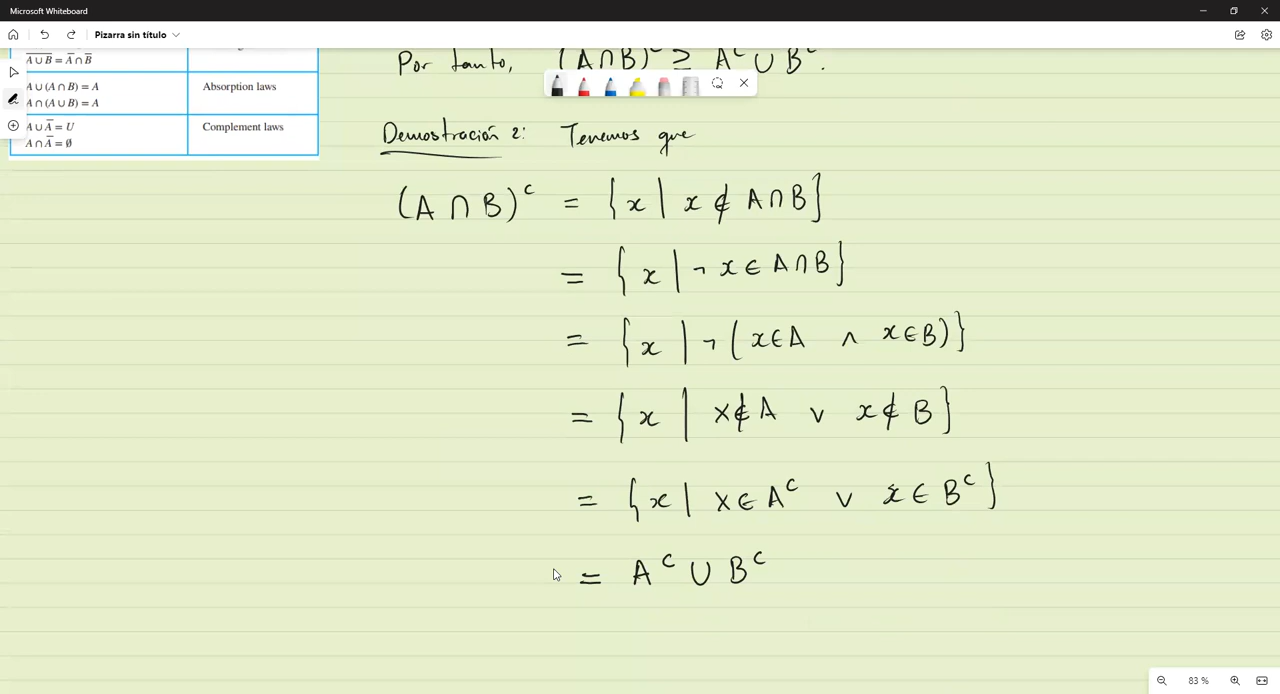 Microsoft Whiteboard
Pizarra sin título
A ∪ B = A ∩ B
A ∪ (A ∩ B) = A
A ∩ (A ∪ B) = A
Absorption laws
A ∪ A̅ = U
A ∩ A̅ = ∅
Complement laws
Por tanto, (A∩B)ᶜ ⊇ Aᶜ ∪ Bᶜ.
Demostración 2: Tenemos que
(A ∩ B)ᶜ = {x | x ∉ A∩B}
= {x | ¬ x ∈ A∩B}
= {x | ¬ (x∈A ∧ x∈B)}
= {x | x∉A ∨ x∉B}
= {x | x∈Aᶜ ∨ x∈Bᶜ}
= Aᶜ ∪ Bᶜ
83 %